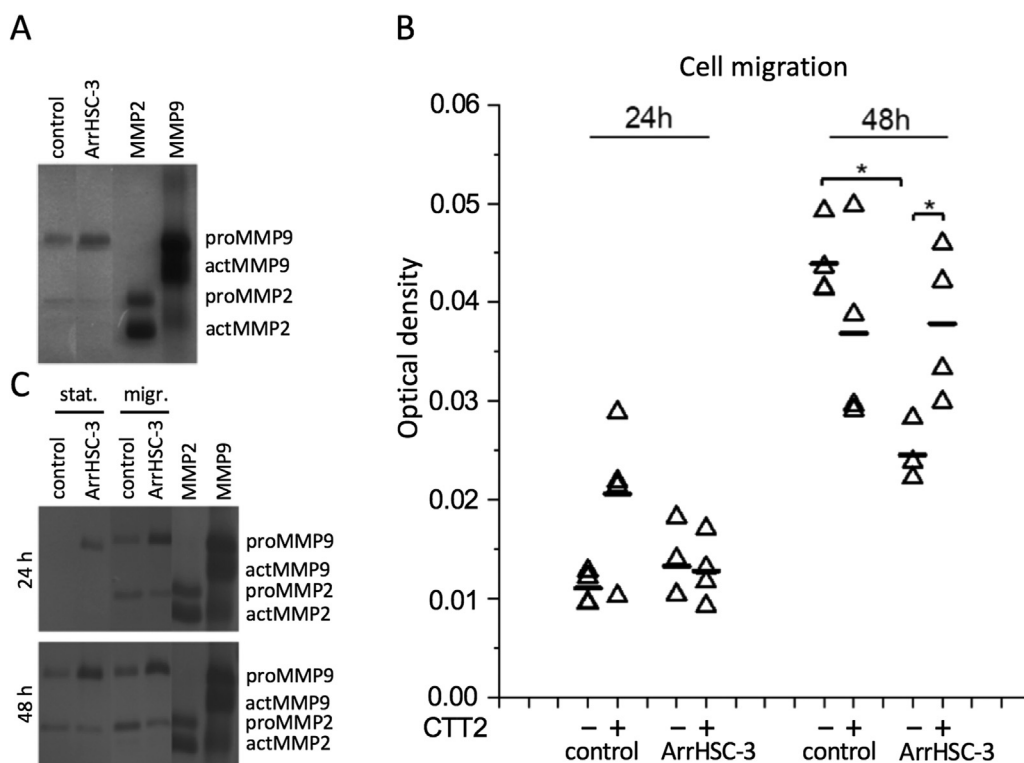 A
control
ArrHSC-3
MMP2
MMP9
proMMP9
actMMP9
proMMP2
actMMP2
B
Cell migration
24h
48h
*
*
Optical density
0.06
0.05
0.04
0.03
0.02
0.01
0.00
CTT2
− + − + − + − +
control ArrHSC-3 control ArrHSC-3
C
stat. migr.
control
ArrHSC-3
control
ArrHSC-3
MMP2
MMP9
24 h
proMMP9
actMMP9
proMMP2
actMMP2
48 h
proMMP9
actMMP9
proMMP2
actMMP2